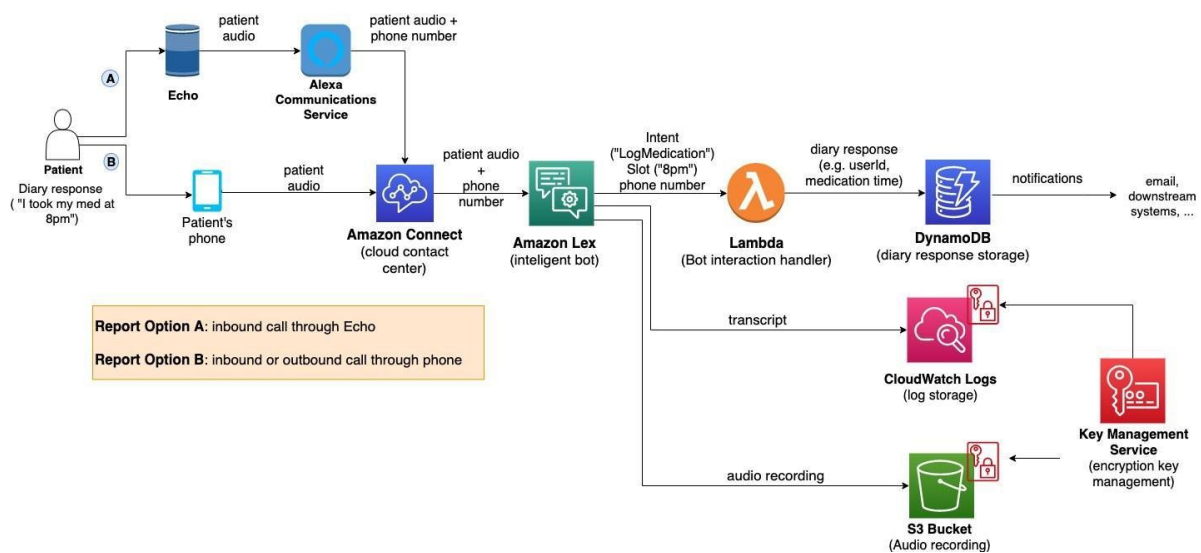 patient
audio
patient audio +
phone number
A
Echo
Alexa
Communications
Service
B
Patient
Diary response
( "I took my med at
8pm")
Patient's
phone
patient
audio
Amazon Connect
(cloud contact
center)
patient audio
+
phone
number
Amazon Lex
(inteligent bot)
Intent
("LogMedication")
Slot ("8pm")
phone number
λ
Lambda
(Bot interaction handler)
diary response
(e.g. userId,
medication time)
DynamoDB
(diary response storage)
notifications
email,
downstream
systems, ...
Report Option A: inbound call through Echo
Report Option B: inbound or outbound call through phone
transcript
CloudWatch Logs
(log storage)
Key Management
Service
(encryption key
management)
audio recording
S3 Bucket
(Audio recording)